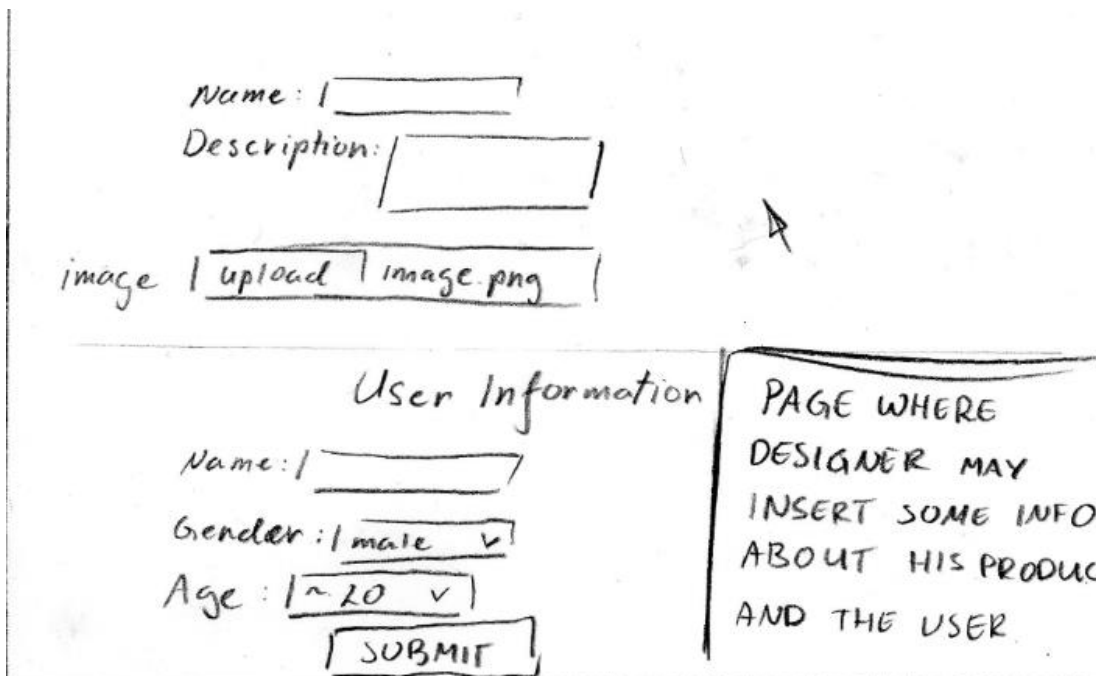 Name:
Description:
image upload image.png
User Information
Name:
Gender: male
Age: ~20
SUBMIT
PAGE WHERE
DESIGNER MAY
INSERT SOME INFO
ABOUT HIS PRODUC
AND THE USER